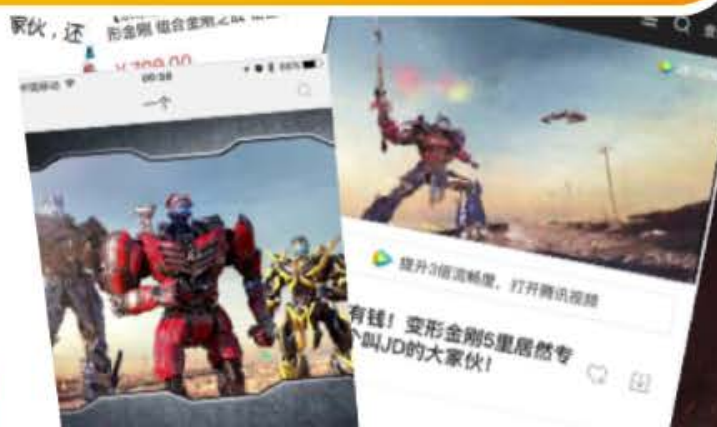 家伙，还
形金刚 组合金刚之战
¥ 799.00
中国移动
00:38
一个
提升3倍流畅度，打开腾讯视频
有钱！变形金刚5里居然专
个叫JD的大家伙！